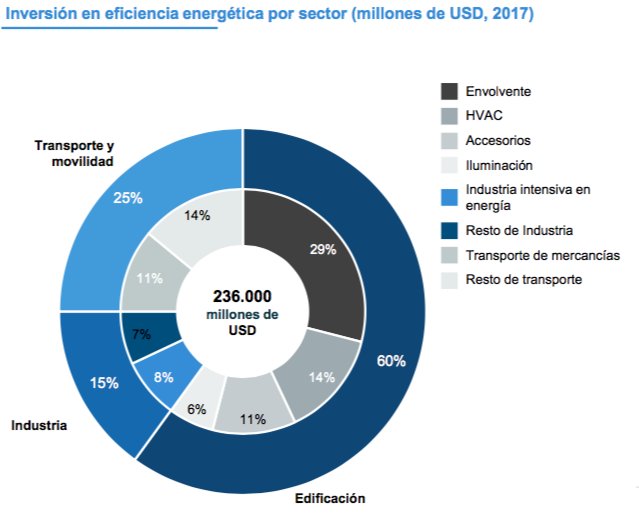 Inversión en eficiencia energética por sector (millones de USD, 2017)
Envolvente
HVAC
Accesorios
Iluminación
Industria intensiva en
energía
Resto de Industria
Transporte de mercancías
Resto de transporte
Transporte y
movilidad
25%
14%
11%
29%
236.000
millones de
USD
7%
8%
6%
11%
14%
60%
15%
Industria
Edificación